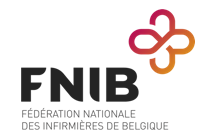 FNIB
FÉDÉRATION NATIONALE
DES INFIRMIÈRES DE BELGIQUE